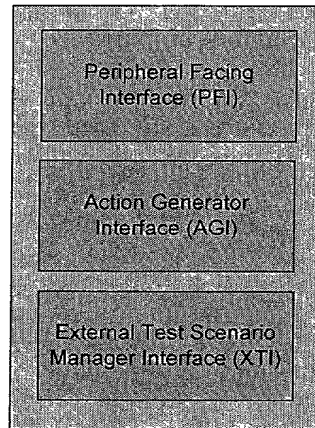 Peripheral Facing
Interface (PFI)
Action Generator
Interface (AGI)
External Test Scenario
Manager Interface (XTI)